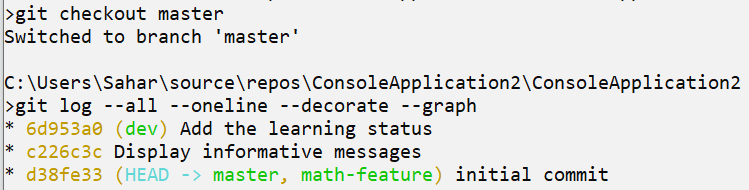 >git checkout master
Switched to branch 'master'
C:\Users\Sahar\source\repos\ConsoleApplication2\ConsoleApplication2
>git log --all --oneline --decorate --graph
* 6d953a0 (dev) Add the learning status
* c226c3c Display informative messages
* d38fe33 (HEAD -> master, math-feature) initial commit